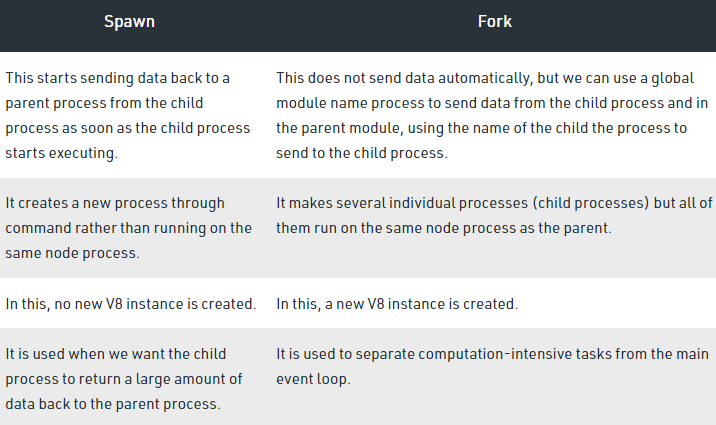 Spawn Fork
This starts sending data back to a
parent process from the child
process as soon as the child process
starts executing.
This does not send data automatically, but we can use a global
module name process to send data from the child process and in
the parent module, using the name of the child the process to
send to the child process.
It creates a new process through
command rather than running on the
same node process.
It makes several individual processes (child processes) but all of
them run on the same node process as the parent.
In this, no new V8 instance is created.
In this, a new V8 instance is created.
It is used when we want the child
process to return a large amount of
data back to the parent process.
It is used to separate computation-intensive tasks from the main
event loop.